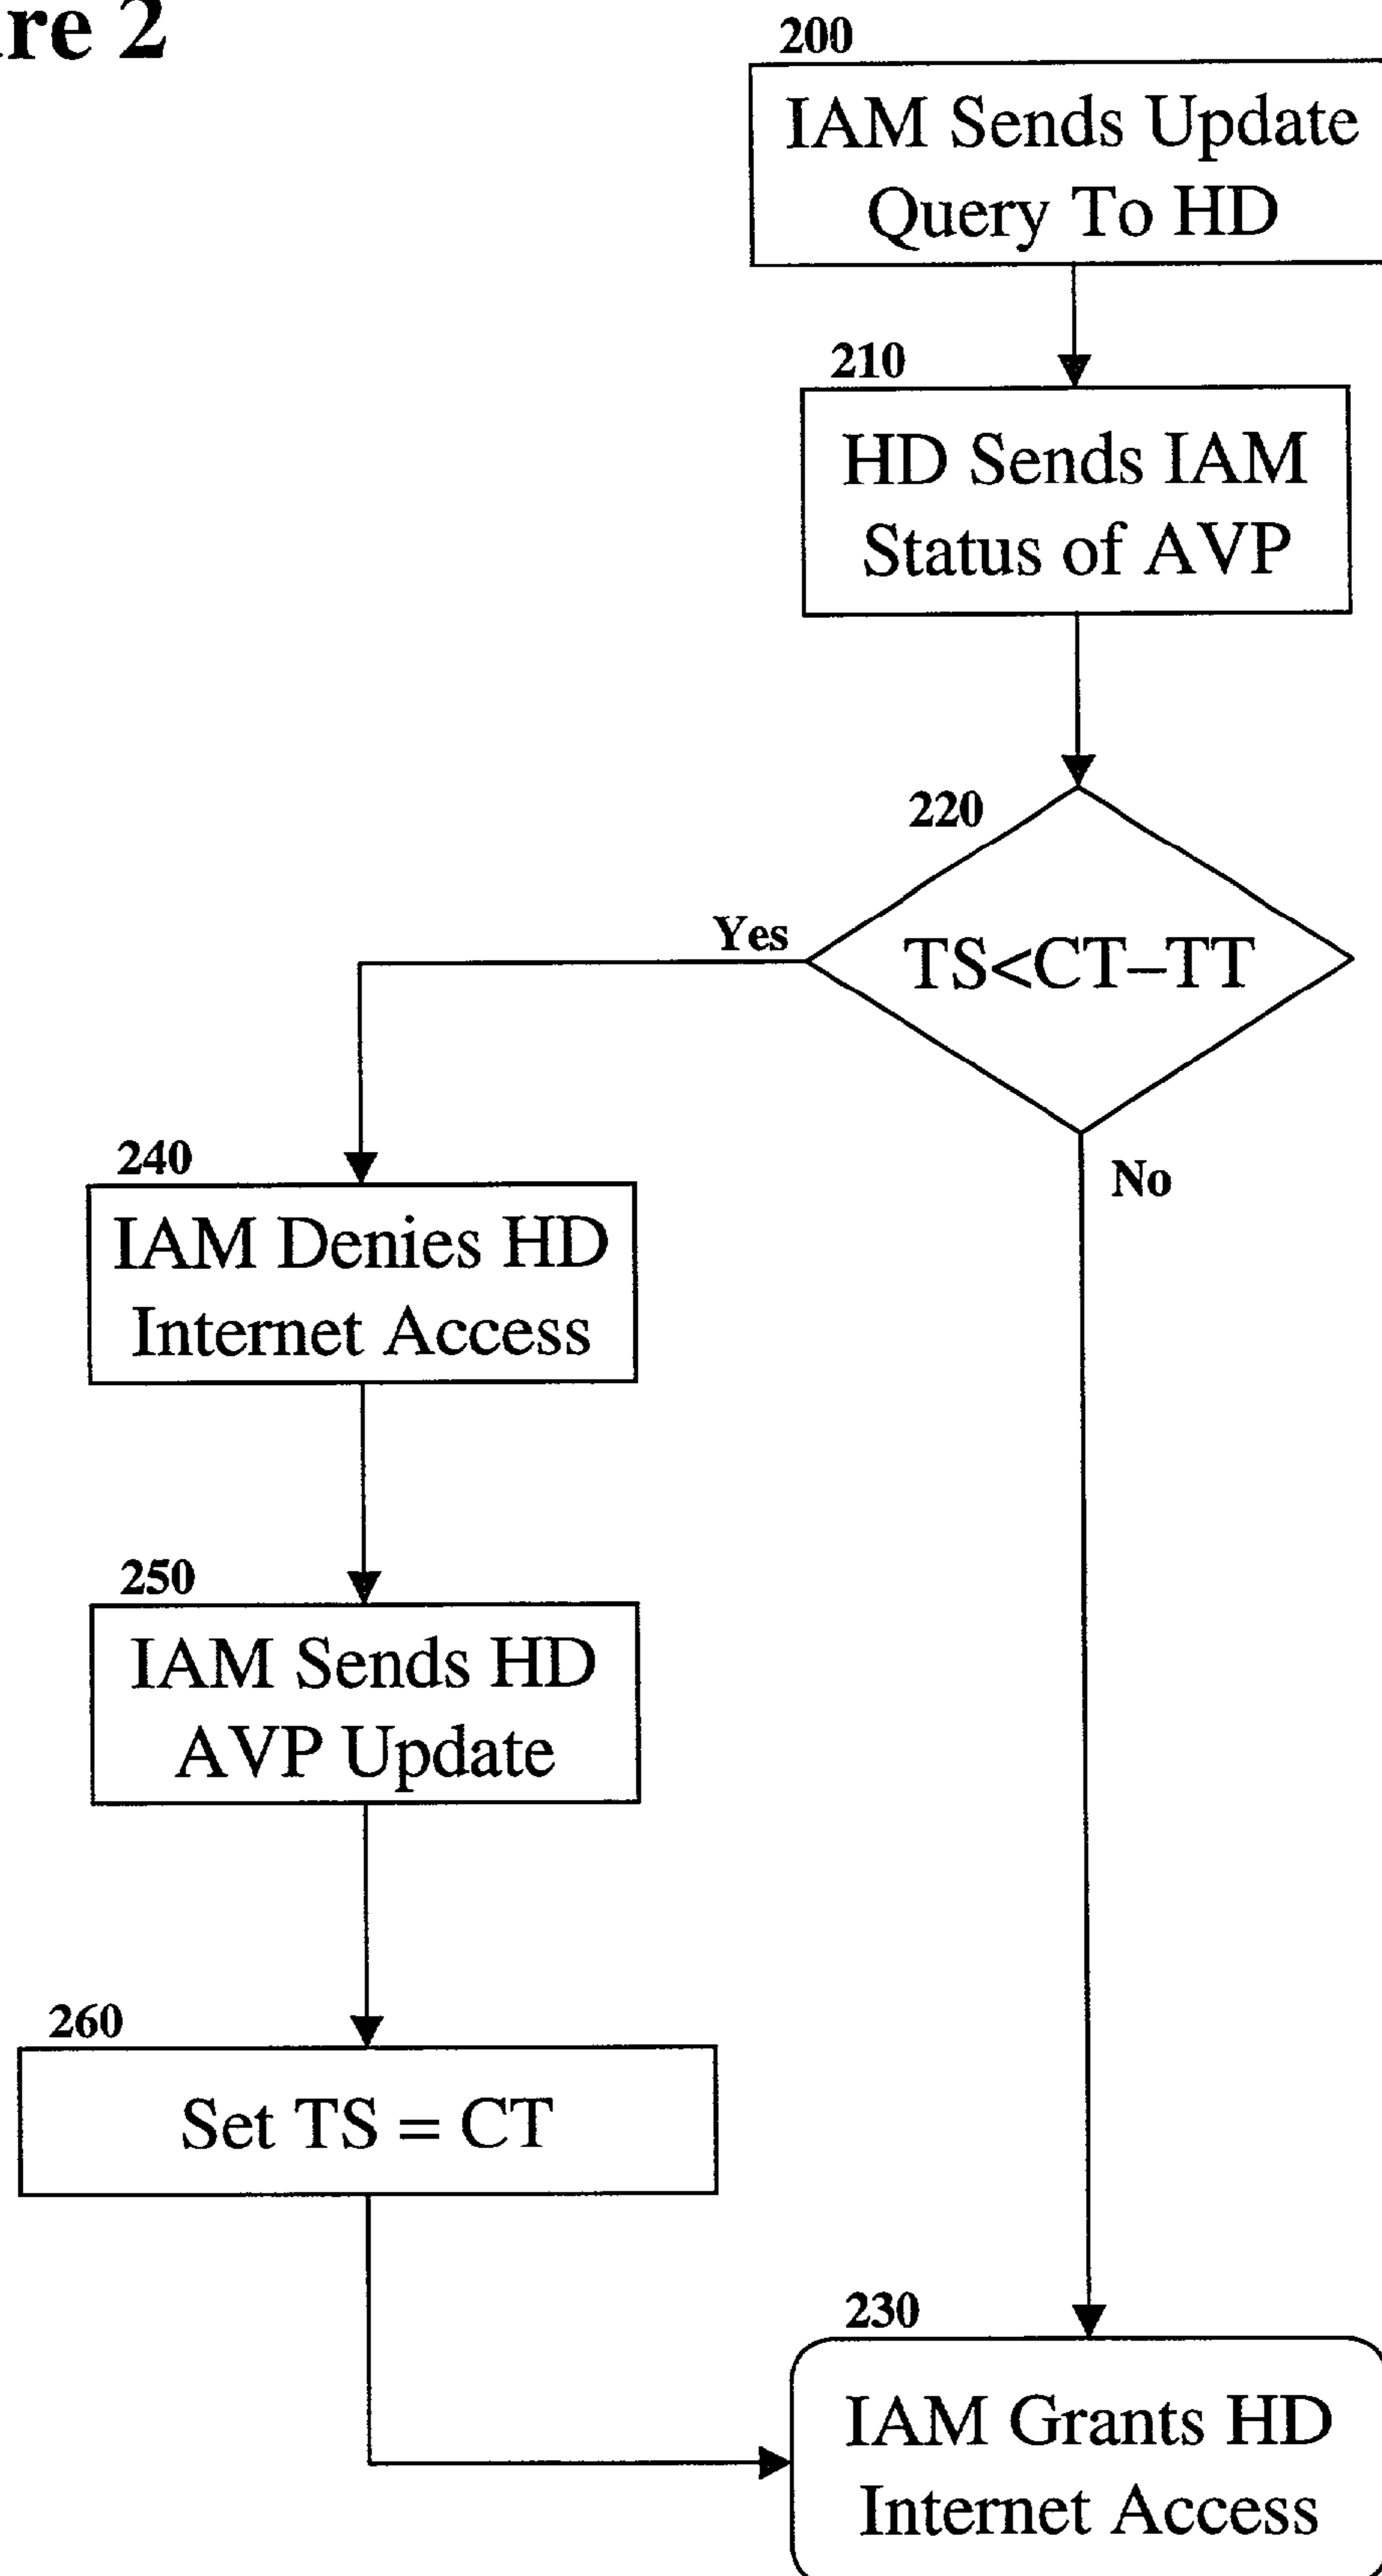 re 2
200
IAM Sends Update
Query To HD
210
HD Sends IAM
Status of AVP
220
TS<CT–TT
Yes
No
240
IAM Denies HD
Internet Access
250
IAM Sends HD
AVP Update
260
Set TS = CT
230
IAM Grants HD
Internet Access